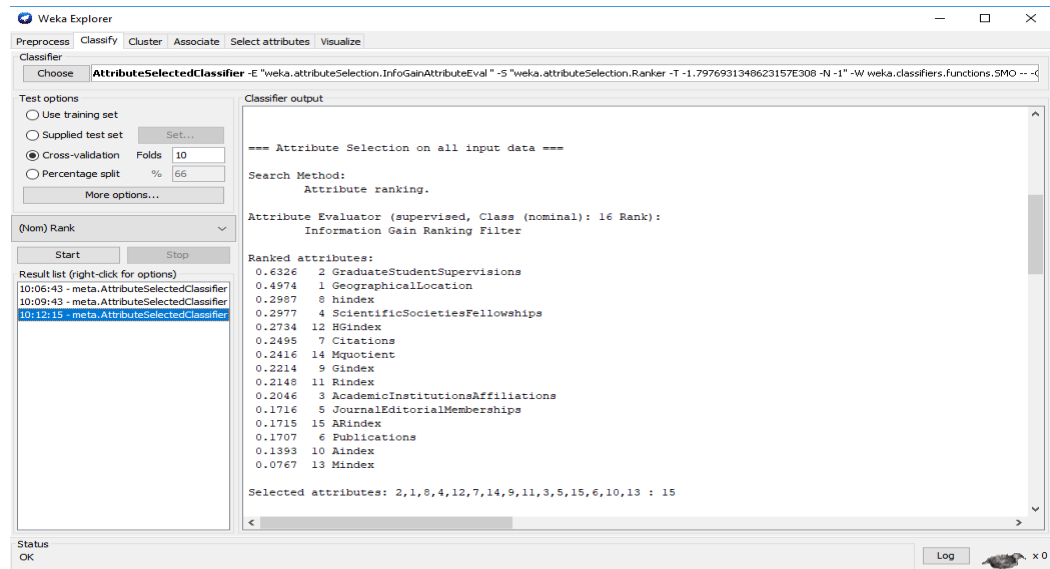 Weka Explorer
Preprocess Classify Cluster Associate Select attributes Visualize
Classifier
Choose AttributeSelectedClassifier -E "weka.attributeSelection.InfoGainAttributeEval " -S "weka.attributeSelection.Ranker -T -1.7976931348623157E308 -N -1" -W weka.classifiers.functions.SMO -- -C
Test options
Use training set
Supplied test set Set...
Cross-validation Folds 10
Percentage split % 66
More options...
(Nom) Rank
Start Stop
Result list (right-click for options)
10:06:43 - meta.AttributeSelectedClassifier
10:09:43 - meta.AttributeSelectedClassifier
10:12:15 - meta.AttributeSelectedClassifier
Classifier output
=== Attribute Selection on all input data ===
Search Method:
Attribute ranking.
Attribute Evaluator (supervised, Class (nominal): 16 Rank):
Information Gain Ranking Filter
Ranked attributes:
0.6326 2 GraduateStudentSupervisions
0.4974 1 GeographicalLocation
0.2987 8 hindex
0.2977 4 ScientificSocietiesFellowships
0.2734 12 HGindex
0.2495 7 Citations
0.2416 14 Mquotient
0.2214 9 Gindex
0.2148 11 Rindex
0.2046 3 AcademicInstitutionsAffiliations
0.1716 5 JournalEditorialMemberships
0.1715 15 ARindex
0.1707 6 Publications
0.1393 10 Aindex
0.0767 13 Mindex
Selected attributes: 2,1,8,4,12,7,14,9,11,3,5,15,6,10,13 : 15
Status
OK
Log
x 0